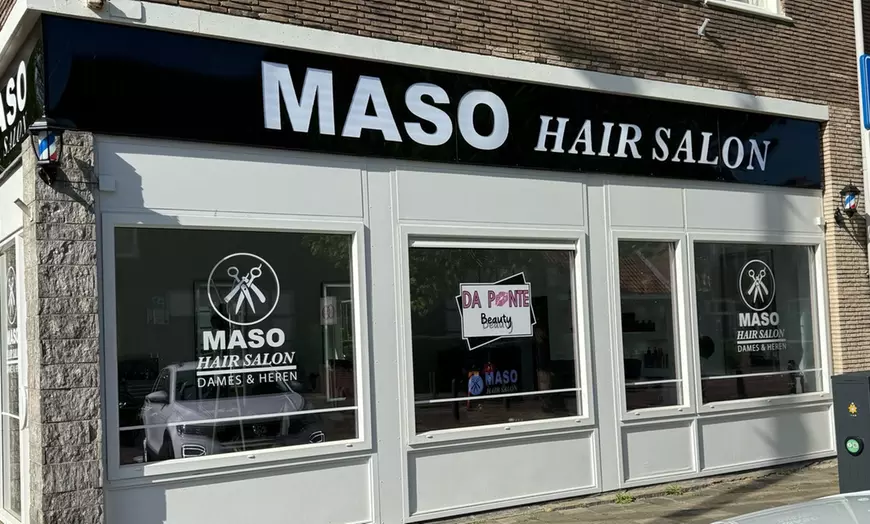 MASO HAIR SALON
ASO
SALON
MASO
HAIR SALON
DAMES & HEREN
DA PONTE
Beauty
MASO
HAIR SALON
MASO
HAIR SALON
DAMES & HEREN